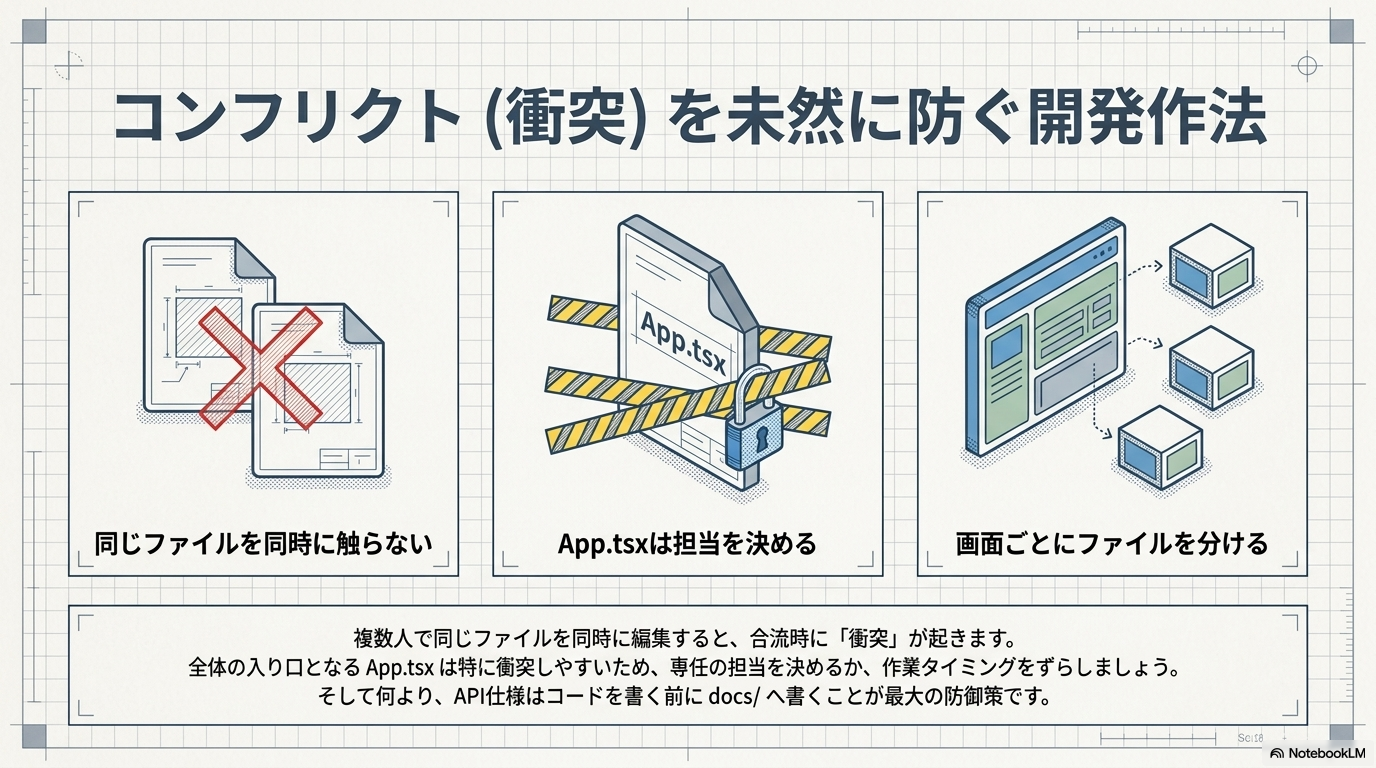 コンフリクト (衝突) を未然に防ぐ開発作法
App.tsx
同じファイルを同時に触らない
App.tsxは担当を決める
画面ごとにファイルを分ける
複数人で同じファイルを同時に編集すると、合流時に「衝突」が起きます。
全体の入り口となる App.tsx は特に衝突しやすいため、専任の担当を決めるか、作業タイミングをずらしましょう。
そして何より、API仕様はコードを書く前に docs/ へ書くことが最大の防御策です。
NotebookLM